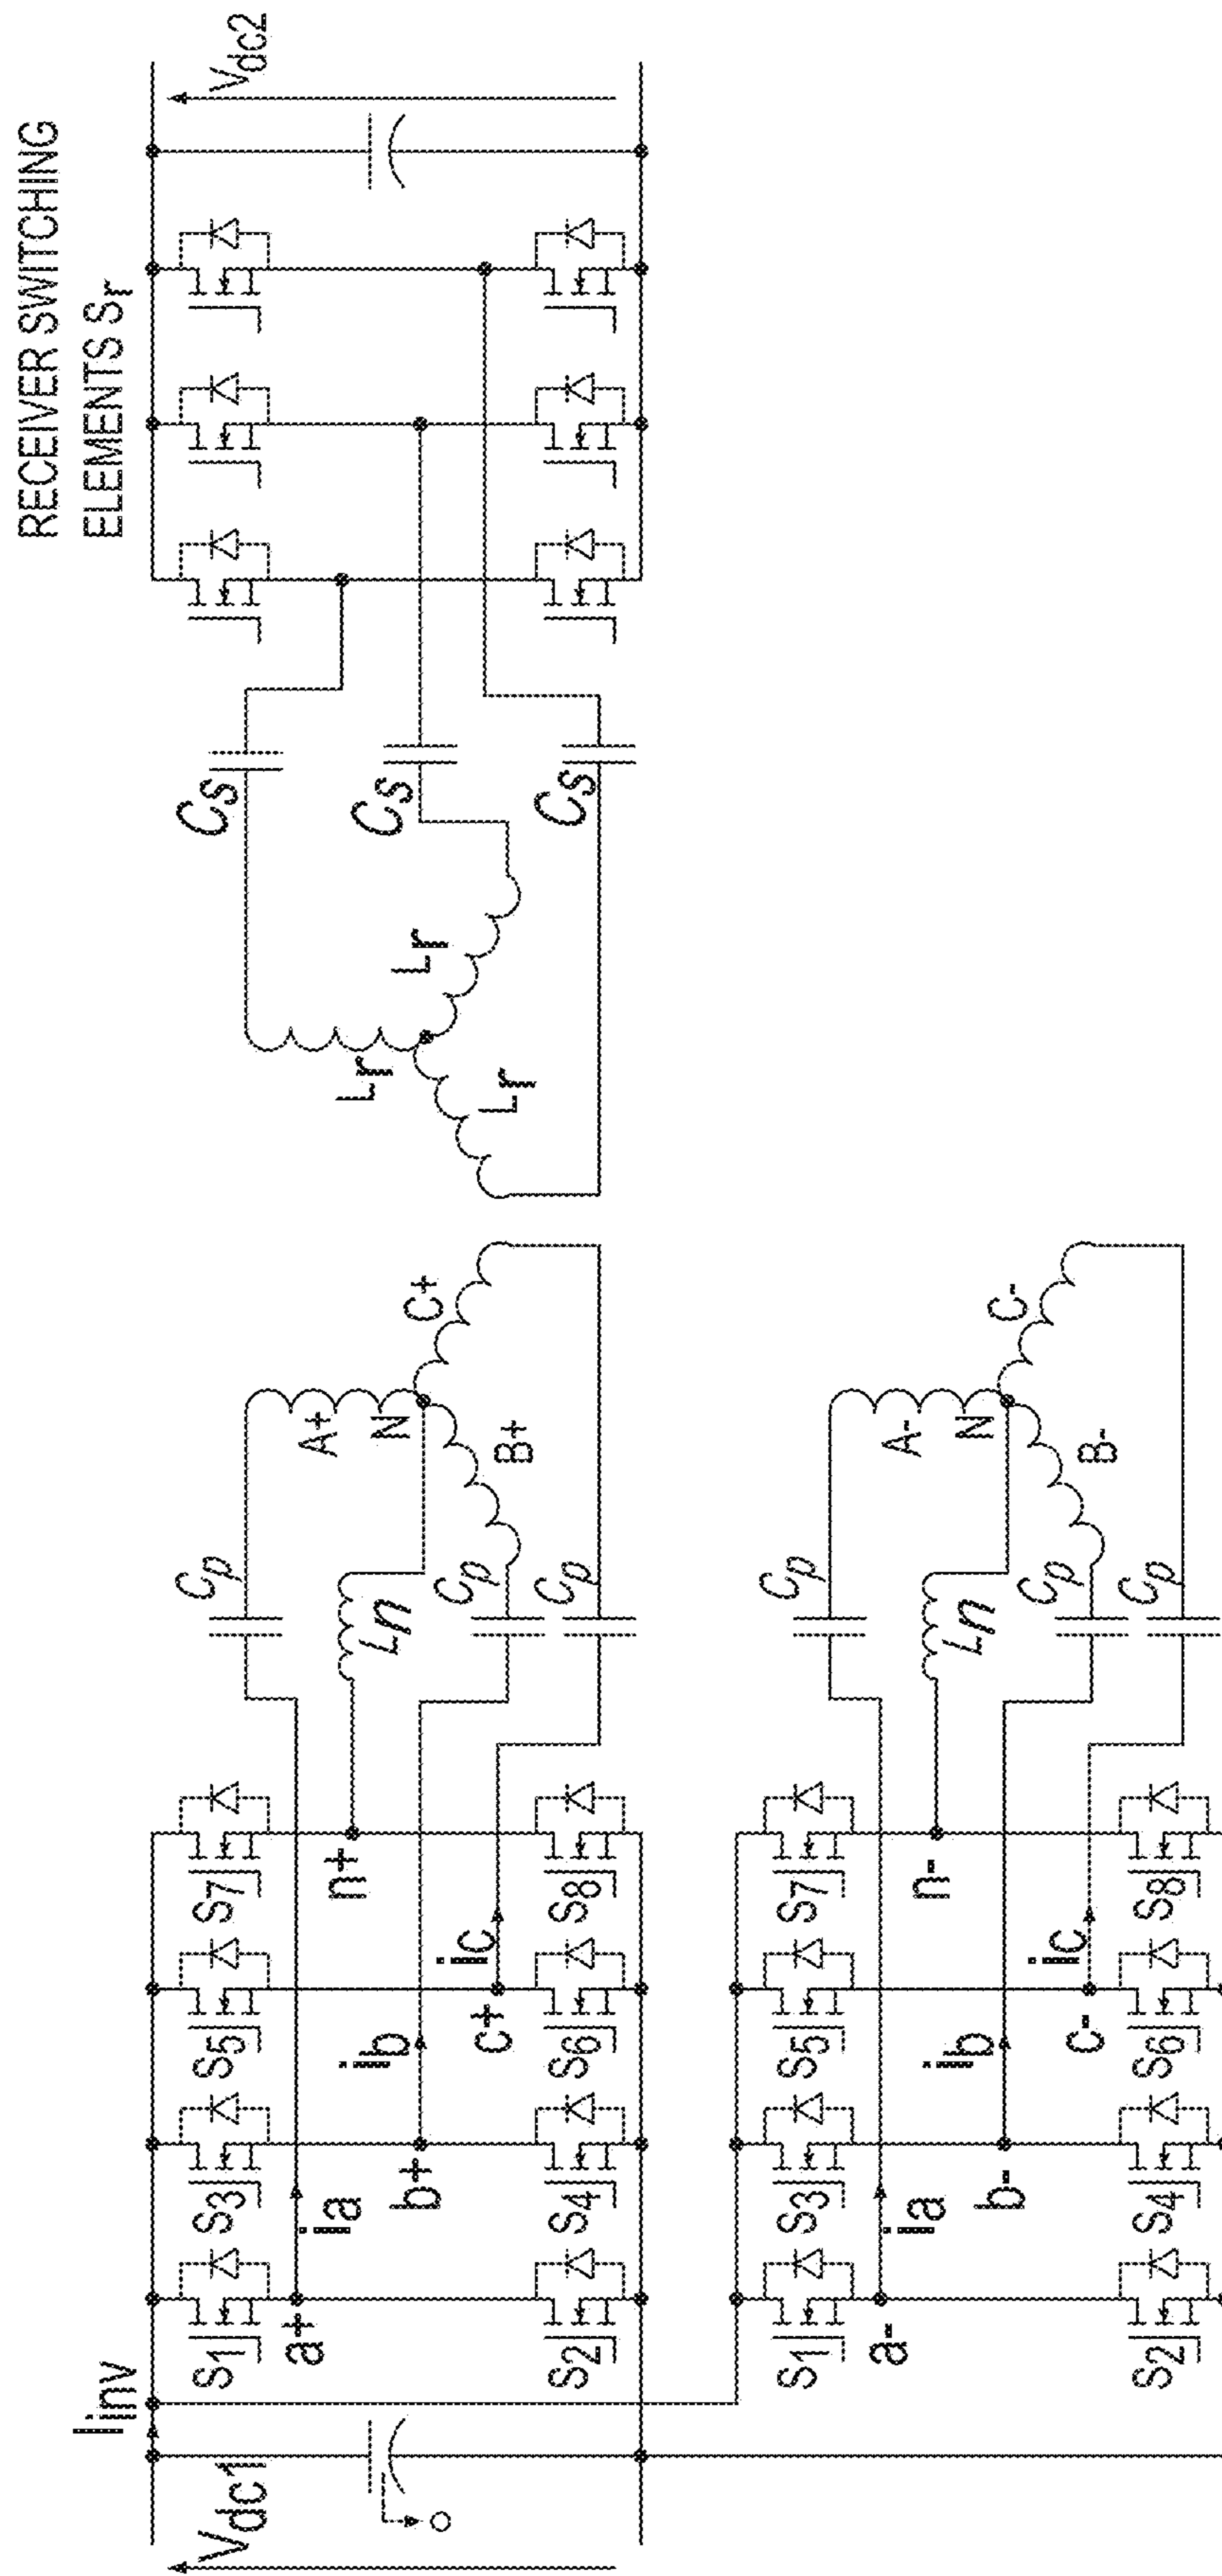 RECEIVER SWITCHING
ELEMENTS Sr
Vdc1
Iinv
S1
S3
S5
S7
a+
ia
b+
ib
c+
ic
n+
S2
S4
S6
S8
Cp
Ln
Cp
Cp
A+
N
B+
C+
Lr
Lr
Lr
Cs
Cs
Cs
Vdc2
S1
S3
S5
S7
a-
ia
b-
ib
c-
ic
n-
S2
S4
S6
S8
Cp
Ln
Cp
Cp
A-
N
B-
C-